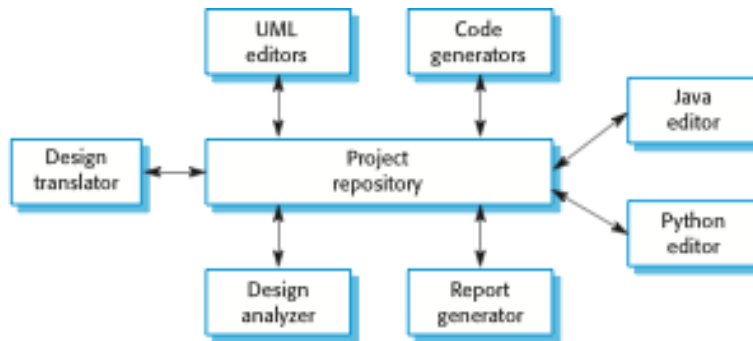 UML
editors
Code
generators
Java
editor
Design
translator
Project
repository
Python
editor
Design
analyzer
Report
generator